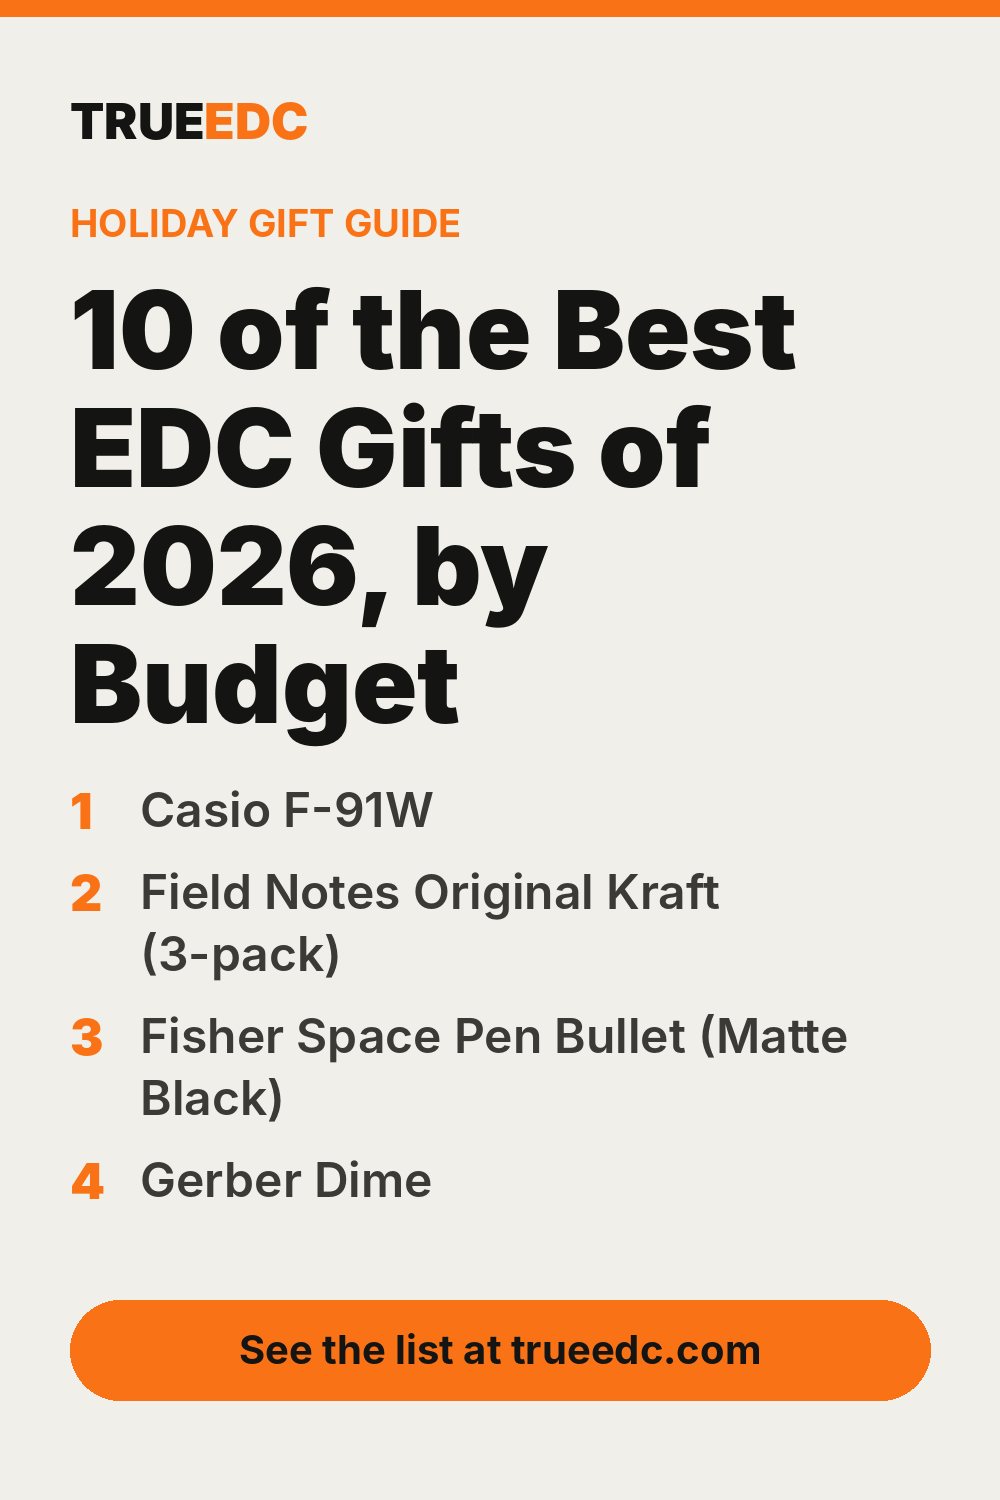 TRUEEDC
HOLIDAY GIFT GUIDE
10 of the Best
EDC Gifts of
2026, by
Budget
1 Casio F-91W
2 Field Notes Original Kraft
(3-pack)
3 Fisher Space Pen Bullet (Matte
Black)
4 Gerber Dime
See the list at trueedc.com